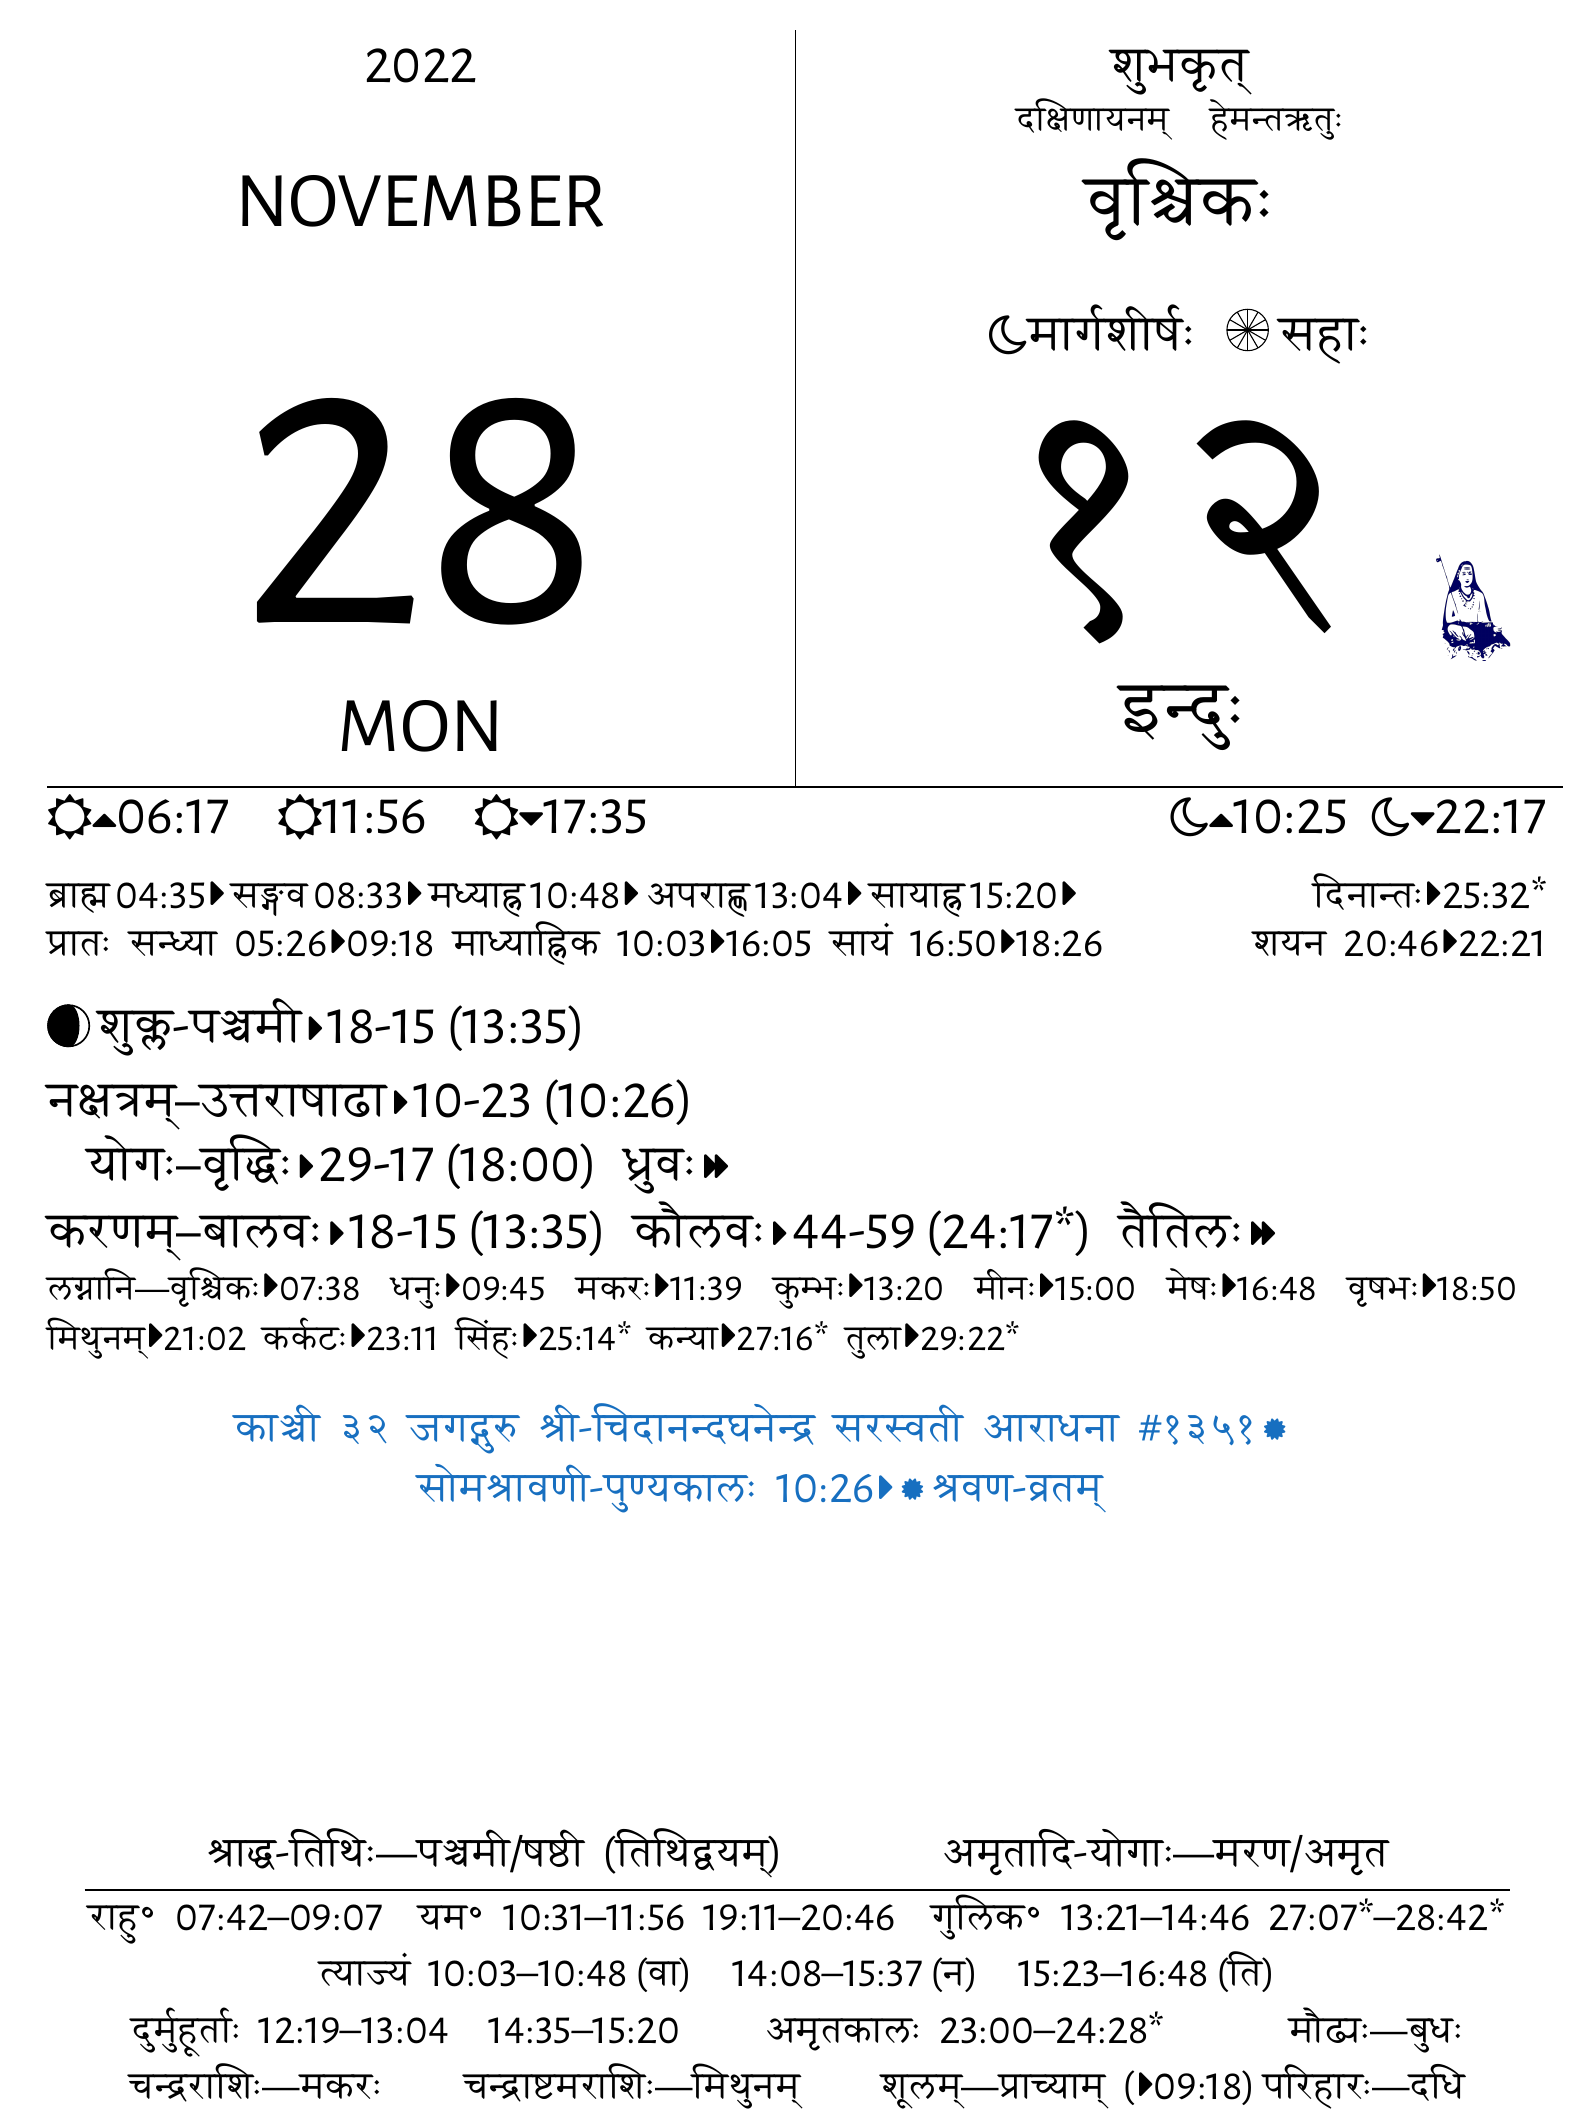 2022
NOVEMBER
28
MON
शुभकृत्
दक्षिणायनम् हेमन्तऋतुः
वृश्चिकः
मार्गशीर्षः सहाः
१२
इन्दुः
06:17 11:56 17:35 10:25 22:17
ब्राह्म 04:35 सङ्गव 08:33 मध्याह्न 10:48 अपराह्ण 13:04 सायाह्न 15:20 दिनान्तः 25:32*
प्रातः सन्ध्या 05:26 09:18 माध्याह्निक 10:03 16:05 सायं 16:50 18:26 शयन 20:46 22:21
शुक्ल-पञ्चमी 18-15 (13:35)
नक्षत्रम्–उत्तराषाढा 10-23 (10:26)
योगः–वृद्धिः 29-17 (18:00) ध्रुवः
करणम्–बालवः 18-15 (13:35) कौलवः 44-59 (24:17*) तैतिलः
लग्नानि—वृश्चिकः 07:38 धनुः 09:45 मकरः 11:39 कुम्भः 13:20 मीनः 15:00 मेषः 16:48 वृषभः 18:50
मिथुनम् 21:02 कर्कटः 23:11 सिंहः 25:14* कन्या 27:16* तुला 29:22*
काञ्ची ३२ जगद्गुरु श्री-चिदानन्दघनेन्द्र सरस्वती आराधना #१३५१
सोमश्रावणी-पुण्यकालः 10:26 श्रवण-व्रतम्
श्राद्ध-तिथिः—पञ्चमी/षष्ठी (तिथिद्वयम्) अमृतादि-योगाः—मरण/अमृत
राहु॰ 07:42–09:07 यम॰ 10:31–11:56 19:11–20:46 गुलिक॰ 13:21–14:46 27:07*–28:42*
त्याज्यं 10:03–10:48 (वा) 14:08–15:37 (न) 15:23–16:48 (ति)
दुर्मुहूर्ताः 12:19–13:04 14:35–15:20 अमृतकालः 23:00–24:28* मौढ्यः—बुधः
चन्द्रराशिः—मकरः चन्द्राष्टमराशिः—मिथुनम् शूलम्—प्राच्याम् (09:18) परिहारः—दधि